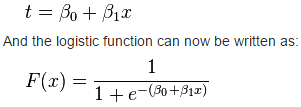 t = β₀ + β₁x
And the logistic function can now be written as:
F(x) = 1 / (1 + e^−(β₀+β₁x))